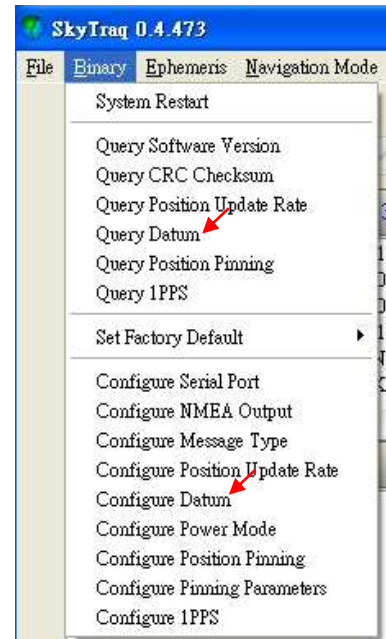 SkyTraq 0.4.473
File Binary Ephemeris Navigation Mode
System Restart
Query Software Version
Query CRC Checksum
Query Position Update Rate
Query Datum
Query Position Pinning
Query 1PPS
Set Factory Default
Configure Serial Port
Configure NMEA Output
Configure Message Type
Configure Position Update Rate
Configure Datum
Configure Power Mode
Configure Position Pinning
Configure Pinning Parameters
Configure 1PPS